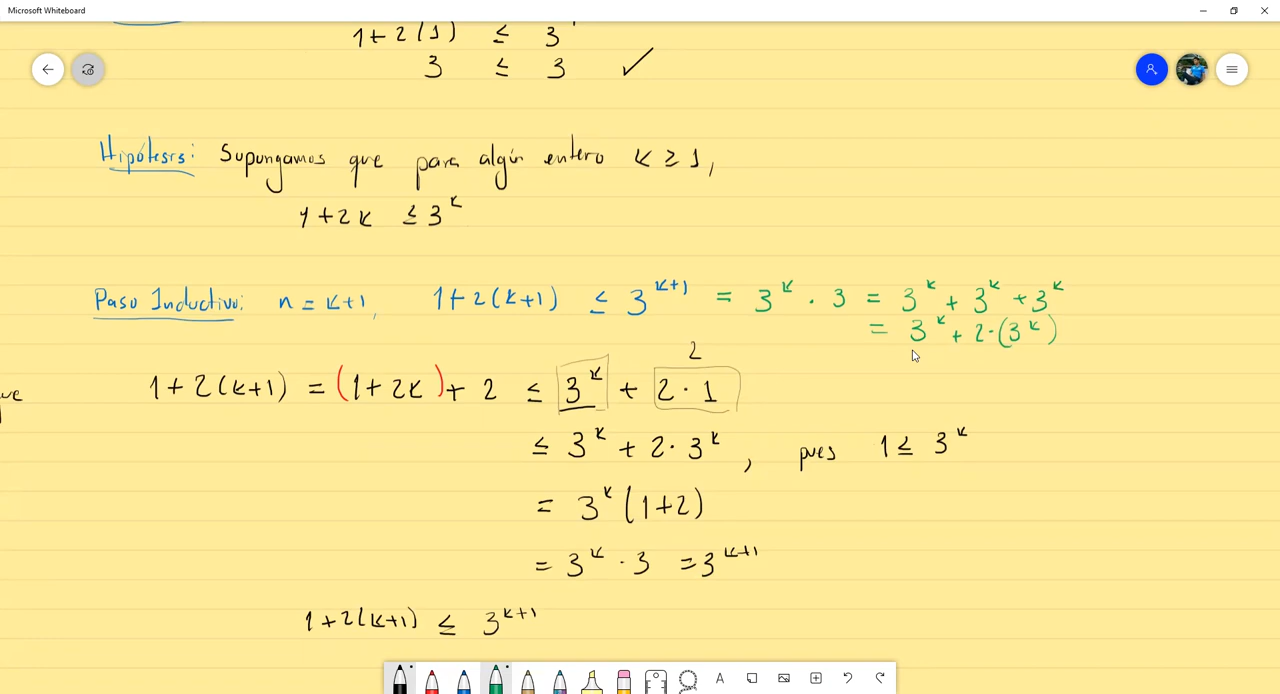 Microsoft Whiteboard
1 + 2(1) ≤ 3
3 ≤ 3 ✓
Hipótesis: Supongamos que para algún entero k ≥ 1,
1 + 2k ≤ 3^k
Paso Inductivo: n = k+1, 1 + 2(k+1) ≤ 3^{k+1} = 3^k · 3 = 3^k + 3^k + 3^k
= 3^k + 2·(3^k)
2
1 + 2(k+1) = (1 + 2k) + 2 ≤ 3^k + 2 · 1
≤ 3^k + 2 · 3^k, pues 1 ≤ 3^k
= 3^k (1+2)
= 3^k · 3 = 3^{k+1}
1 + 2(k+1) ≤ 3^{k+1}
A